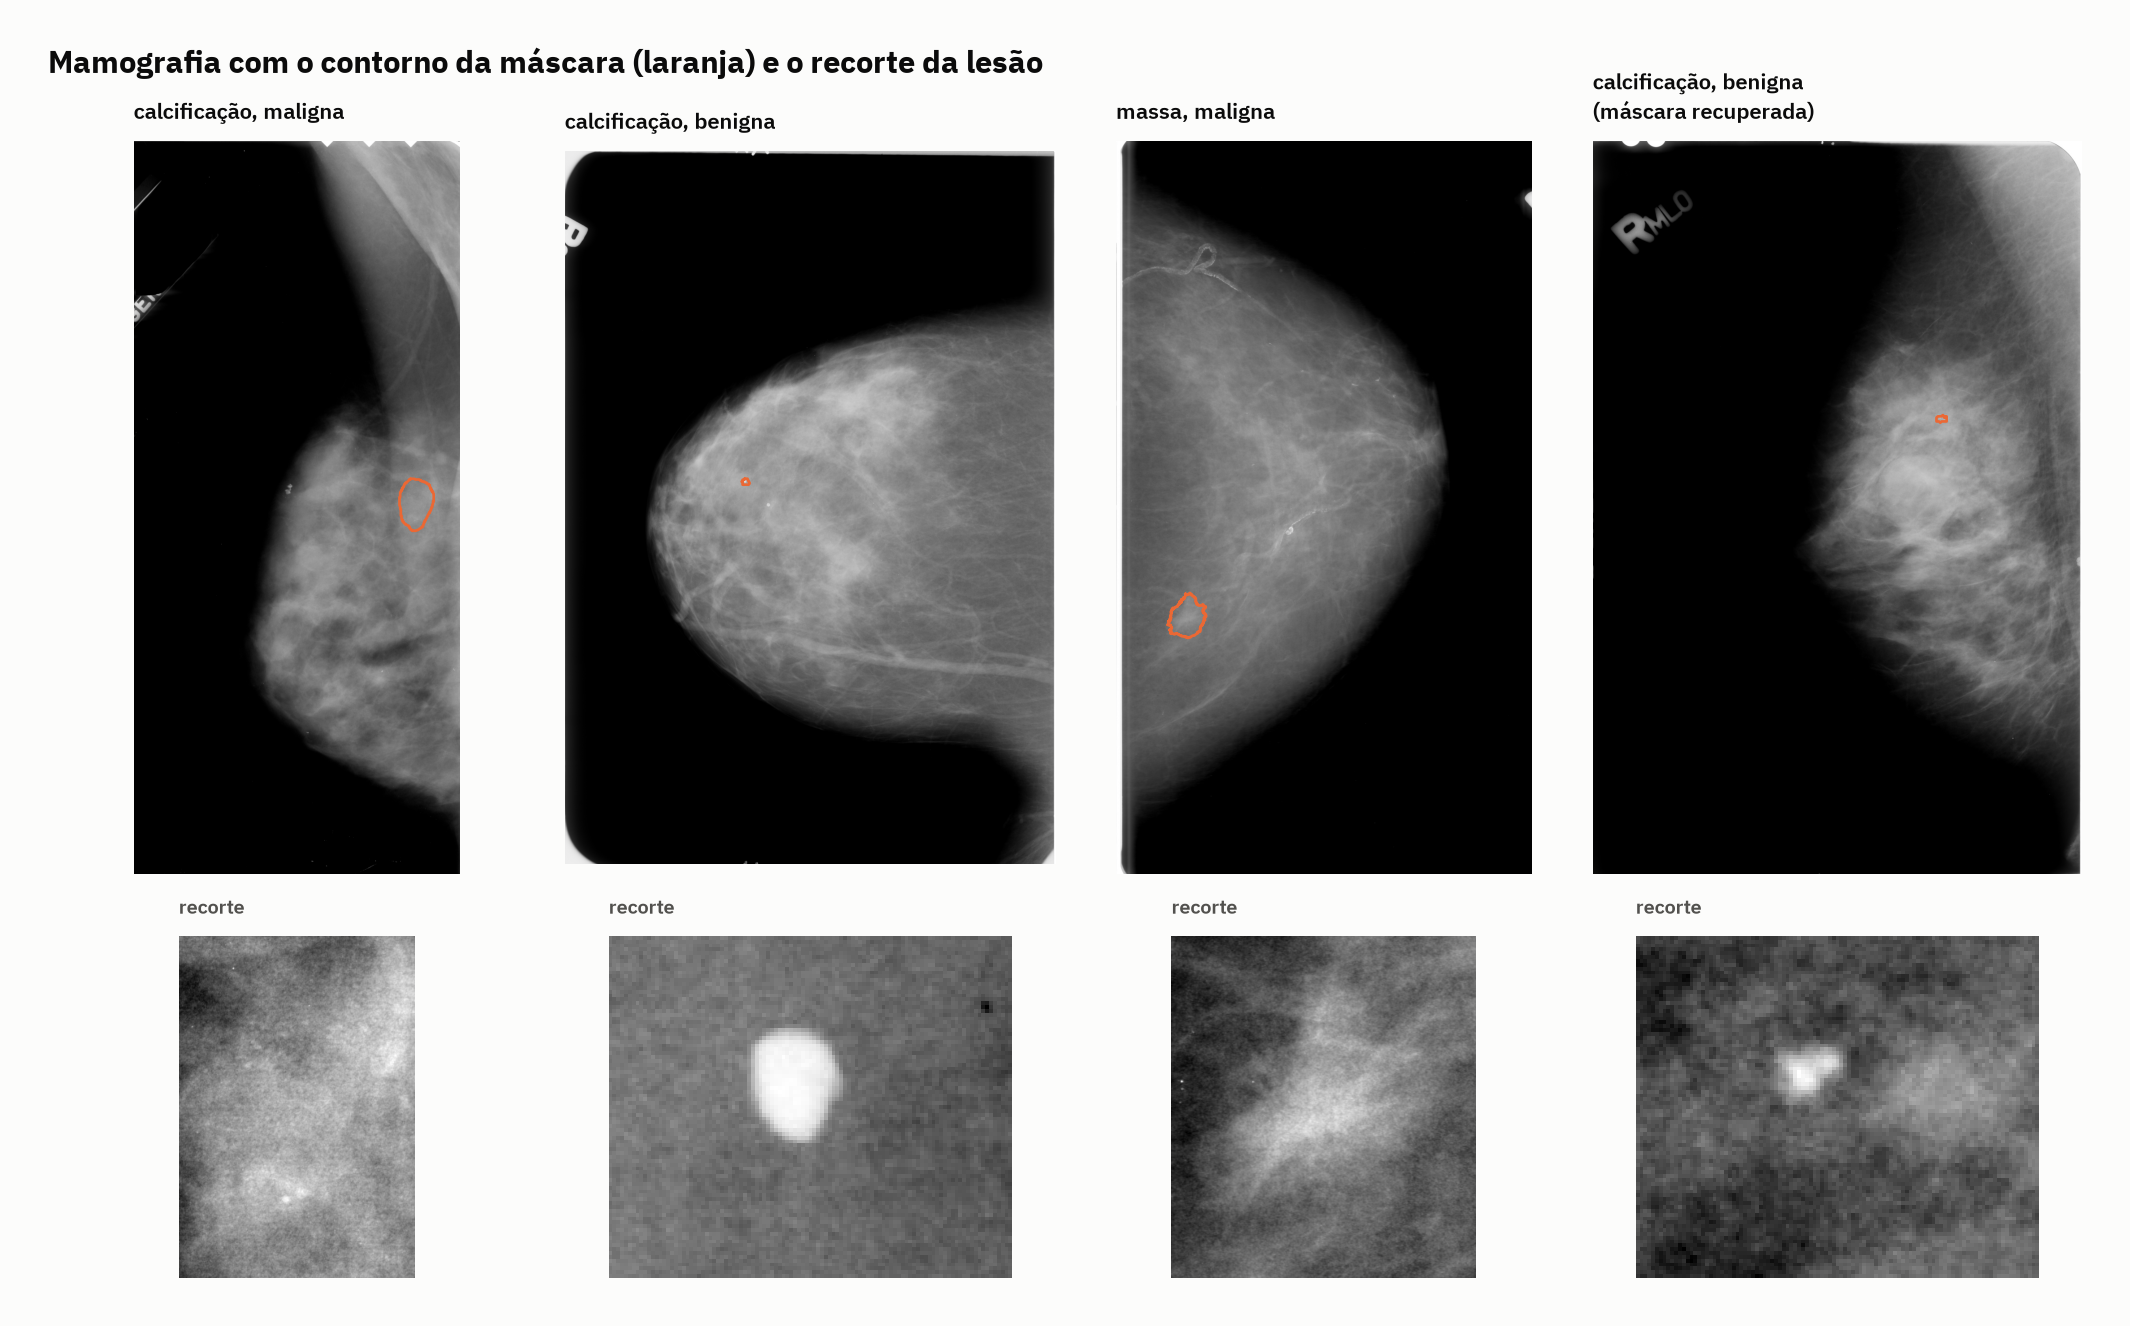 Mamografia com o contorno da máscara (laranja) e o recorte da lesão
calcificação, maligna
calcificação, benigna
massa, maligna
calcificação, benigna
(máscara recuperada)
RMLO
recorte
recorte
recorte
recorte